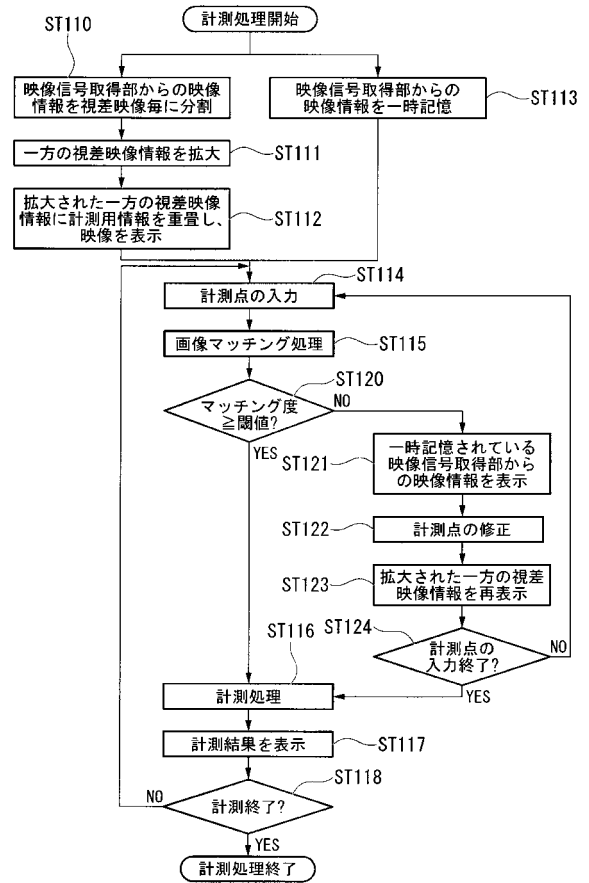 計測処理開始
ST110
映像信号取得部からの映像
情報を視差映像毎に分割
映像信号取得部からの
映像情報を一時記憶
ST113
一方の視差映像情報を拡大
ST111
拡大された一方の視差映像
情報に計測用情報を重畳し、
映像を表示
ST112
ST114
計測点の入力
画像マッチング処理
ST115
ST120
マッチング度
≧閾値?
NO
YES
ST121
一時記憶されている
映像信号取得部から
の映像情報を表示
ST122
計測点の修正
ST123
拡大された一方の視差
映像情報を再表示
ST124
計測点の
入力終了?
NO
YES
ST116
計測処理
計測結果を表示
ST117
ST118
計測終了?
NO
YES
計測処理終了